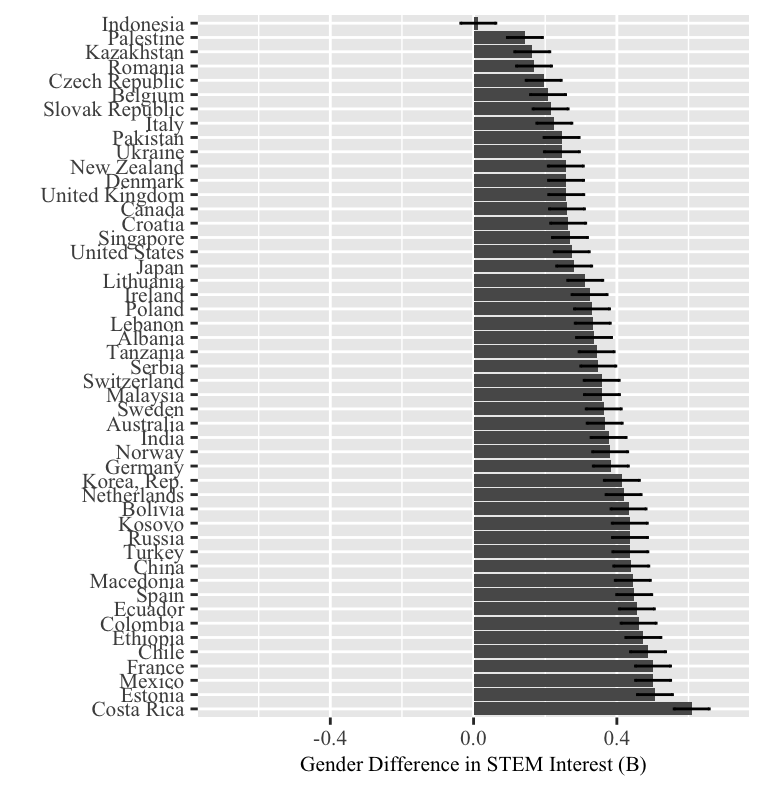 Indonesia
Palestine
Kazakhstan
Romania
Czech Republic
Belgium
Slovak Republic
Italy
Pakistan
Ukraine
New Zealand
Denmark
United Kingdom
Canada
Croatia
Singapore
United States
Japan
Lithuania
Ireland
Poland
Lebanon
Albania
Tanzania
Serbia
Switzerland
Malaysia
Sweden
Australia
India
Norway
Germany
Korea, Rep.
Netherlands
Bolivia
Kosovo
Russia
Turkey
China
Macedonia
Spain
Ecuador
Colombia
Ethiopia
Chile
France
Mexico
Estonia
Costa Rica
-0.4 0.0 0.4
Gender Difference in STEM Interest (B)